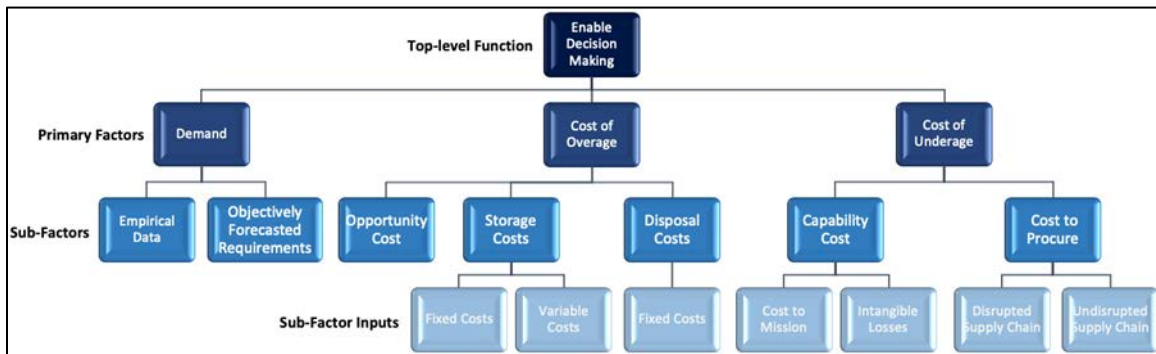 Top-level Function
Enable
Decision
Making
Primary Factors
Demand
Cost of
Overage
Cost of
Underage
Sub-Factors
Empirical
Data
Objectively
Forecasted
Requirements
Opportunity
Cost
Storage
Costs
Disposal
Costs
Capability
Cost
Cost to
Procure
Sub-Factor Inputs
Fixed Costs
Variable
Costs
Fixed Costs
Cost to
Mission
Intangible
Losses
Disrupted
Supply Chain
Undisrupted
Supply Chain